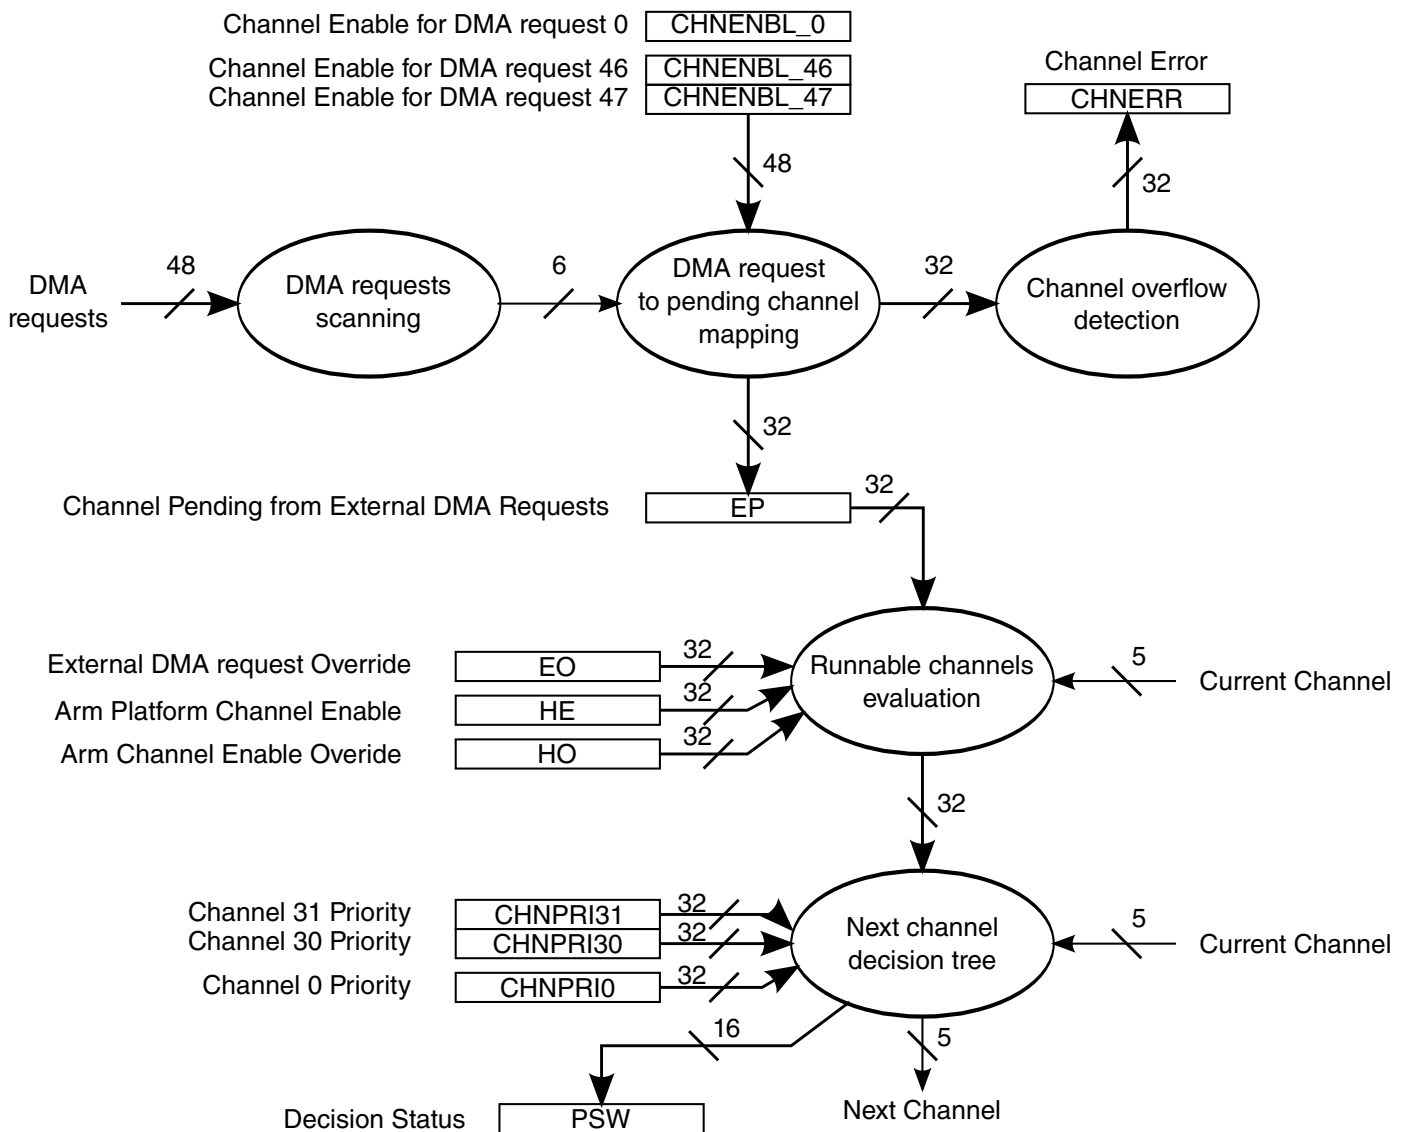 Channel Enable for DMA request 0 CHNENBL_0
Channel Enable for DMA request 46 CHNENBL_46
Channel Enable for DMA request 47 CHNENBL_47
Channel Error
CHNERR
48
32
DMA
requests
48
DMA requests
scanning
6
DMA request
to pending channel
mapping
32
Channel overflow
detection
32
Channel Pending from External DMA Requests EP 32
External DMA request Override EO 32
Arm Platform Channel Enable HE 32
Arm Channel Enable Overide HO 32
Runnable channels
evaluation
5
Current Channel
32
Channel 31 Priority CHNPRI31 32
Channel 30 Priority CHNPRI30 32
Channel 0 Priority CHNPRI0 32
Next channel
decision tree
5
Current Channel
16
5
Next Channel
Decision Status PSW